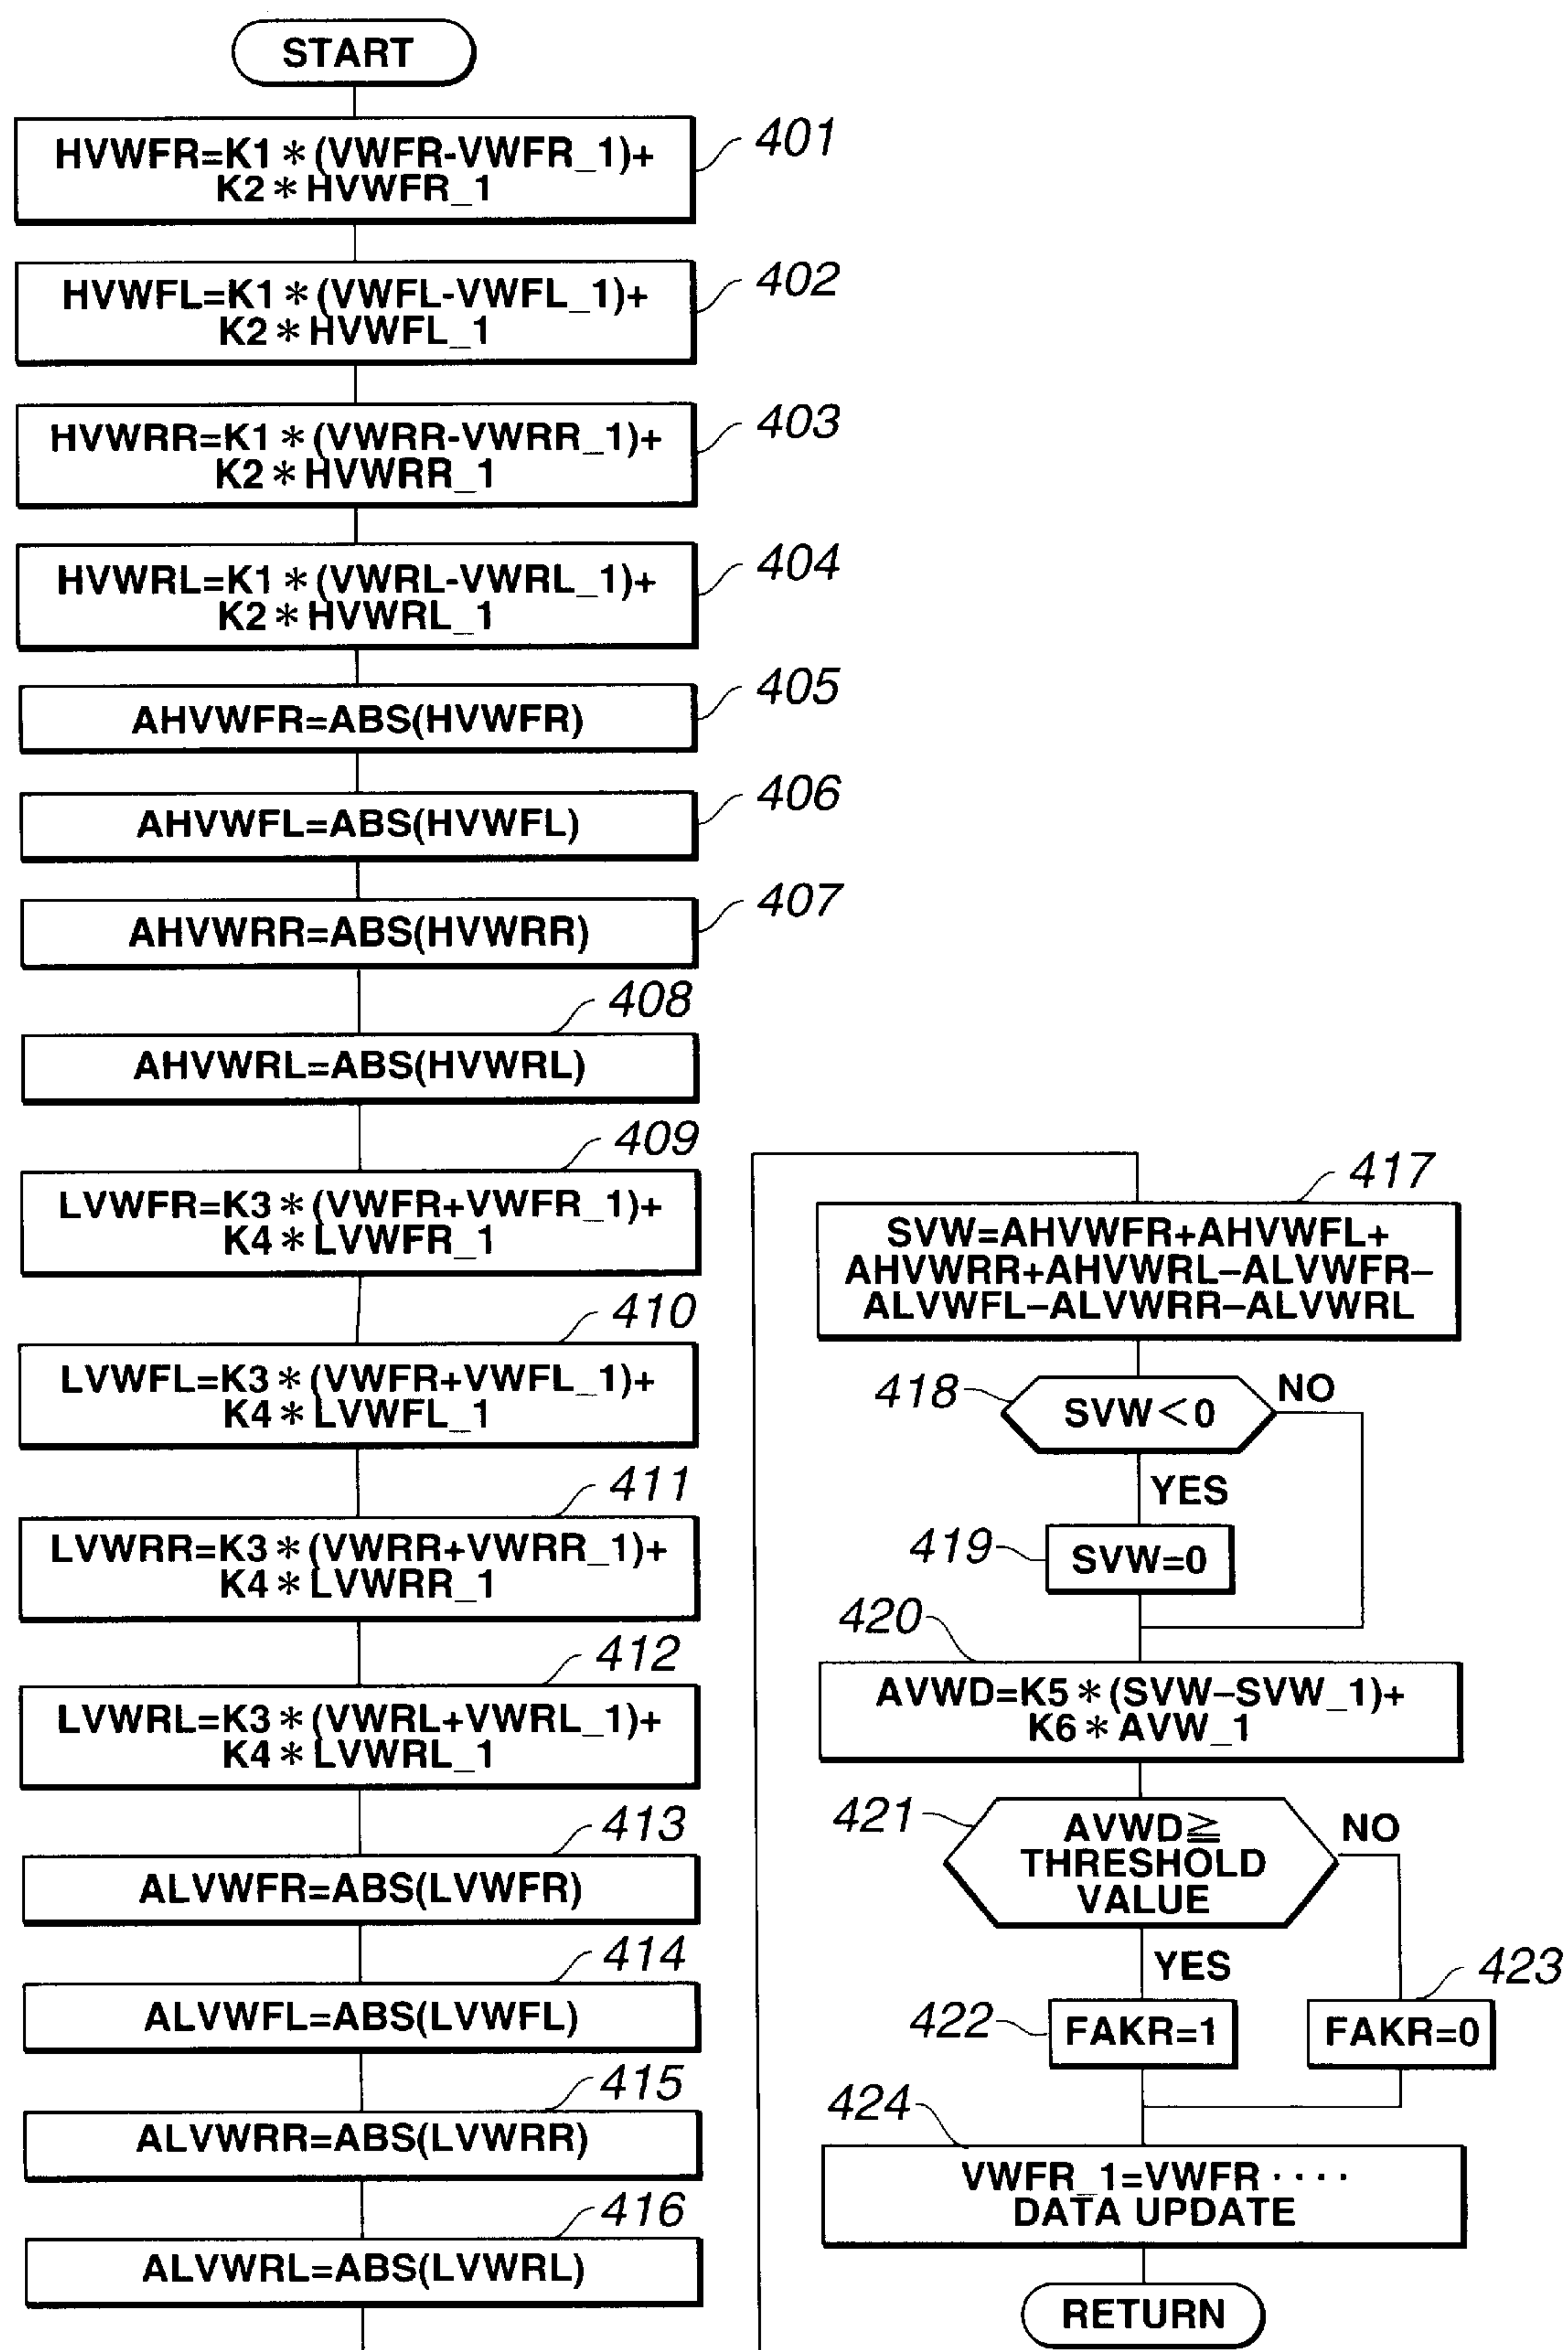 START
HVWFR=K1*(VWFR-VWFR_1)+
K2*HVWFR_1
401
HVWFL=K1*(VWFL-VWFL_1)+
K2*HVWFL_1
402
HVWRR=K1*(VWRR-VWRR_1)+
K2*HVWRR_1
403
HVWRL=K1*(VWRL-VWRL_1)+
K2*HVWRL_1
404
AHVWFR=ABS(HVWFR)
405
AHVWFL=ABS(HVWFL)
406
AHVWRR=ABS(HVWRR)
407
408
AHVWRL=ABS(HVWRL)
409
LVWFR=K3*(VWFR+VWFR_1)+
K4*LVWFR_1
410
LVWFL=K3*(VWFR+VWFL_1)+
K4*LVWFL_1
411
LVWRR=K3*(VWRR+VWRR_1)+
K4*LVWRR_1
412
LVWRL=K3*(VWRL+VWRL_1)+
K4*LVWRL_1
413
ALVWFR=ABS(LVWFR)
414
ALVWFL=ABS(LVWFL)
415
ALVWRR=ABS(LVWRR)
416
ALVWRL=ABS(LVWRL)
417
SVW=AHVWFR+AHVWFL+
AHVWRR+AHVWRL–ALVWFR–
ALVWFL–ALVWRR–ALVWRL
418
SVW<0
NO
YES
419
SVW=0
420
AVWD=K5*(SVW–SVW_1)+
K6*AVW_1
421
AVWD≧
THRESHOLD
VALUE
NO
YES
422
FAKR=1
423
FAKR=0
424
VWFR_1=VWFR ····
DATA UPDATE
RETURN